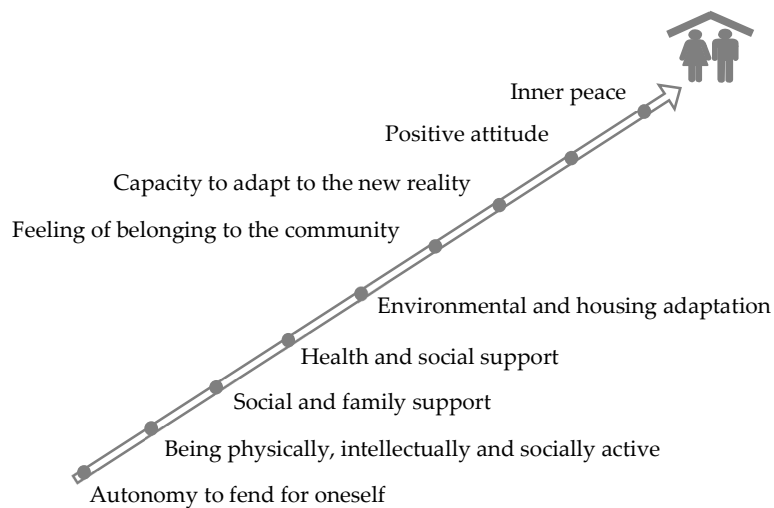 Inner peace
Positive attitude
Capacity to adapt to the new reality
Feeling of belonging to the community
Environmental and housing adaptation
Health and social support
Social and family support
Being physically, intellectually and socially active
Autonomy to fend for oneself